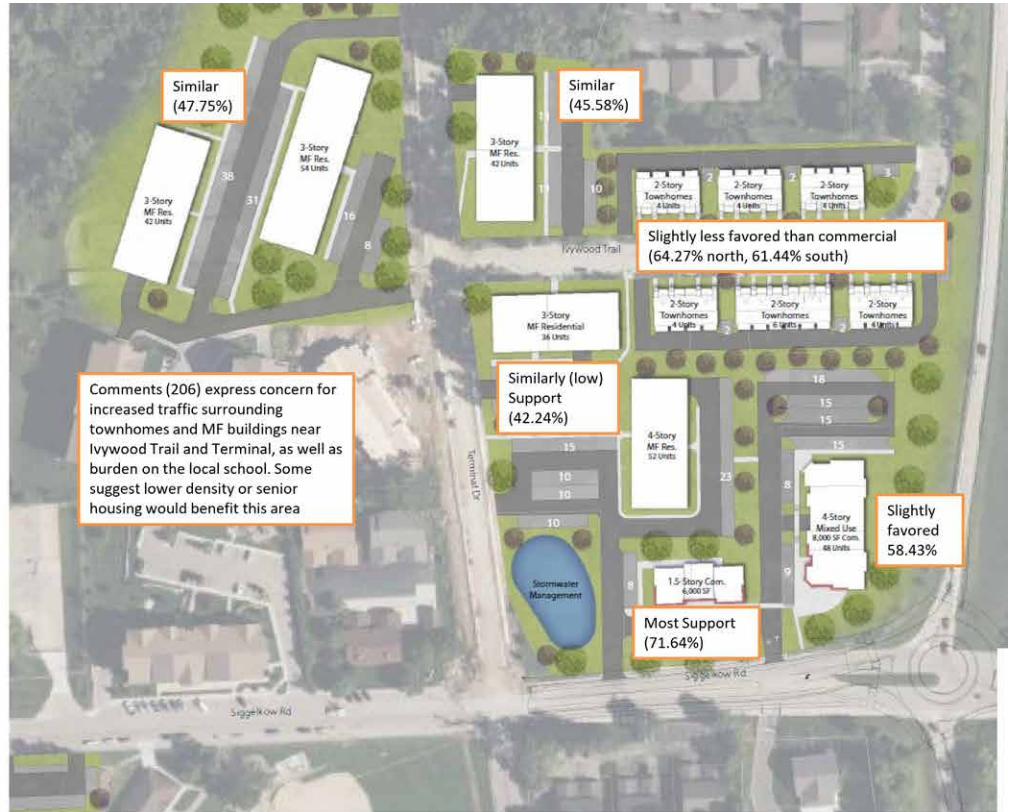 Similar
(47.75%)
Similar
(45.58%)
3-Story
MF Res.
42 Units
3-Story
MF Res.
54 Units
3-Story
MF Res.
42 Units
38
31
16
8
11
11
10
2
2
3
2-Story
Townhomes
4 Units
2-Story
Townhomes
4 Units
2-Story
Townhomes
4 Units
Ivywood Trail
Slightly less favored than commercial
(64.27% north, 61.44% south)
3-Story
MF Residential
36 Units
2-Story
Townhomes
4 Units
2-Story
Townhomes
6 Units
2-Story
Townhomes
4 Units
2
2
Similarly (low)
Support
(42.24%)
Comments (206) express concern for
increased traffic surrounding
townhomes and MF buildings near
Ivywood Trail and Terminal, as well as
burden on the local school. Some
suggest lower density or senior
housing would benefit this area
Terminal Dr
4-Story
MF Res.
52 Units
18
15
15
15
15
10
10
10
23
8
9
8
4-Story
Mixed Use
8,000 SF Com.
48 Units
Slightly
favored
58.43%
Stormwater
Management
1.5-Story Com.
6,000 SF
Most Support
(71.64%)
Siggelkow Rd
Siggelkow Rd